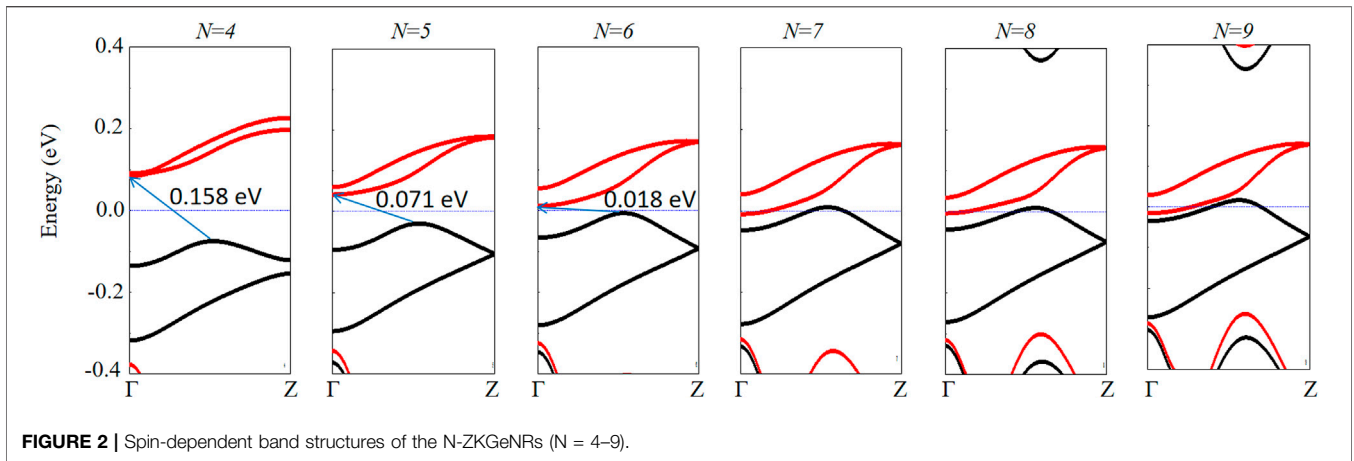 N=4 N=5 N=6 N=7 N=8 N=9
0.4
0.2
0.0
-0.2
-0.4
Energy (eV)
0.158 eV 0.071 eV 0.018 eV
Γ Z Γ Z Γ Z Γ Z Γ Z Γ Z
FIGURE 2 | Spin-dependent band structures of the N-ZKGeNRs (N = 4–9).